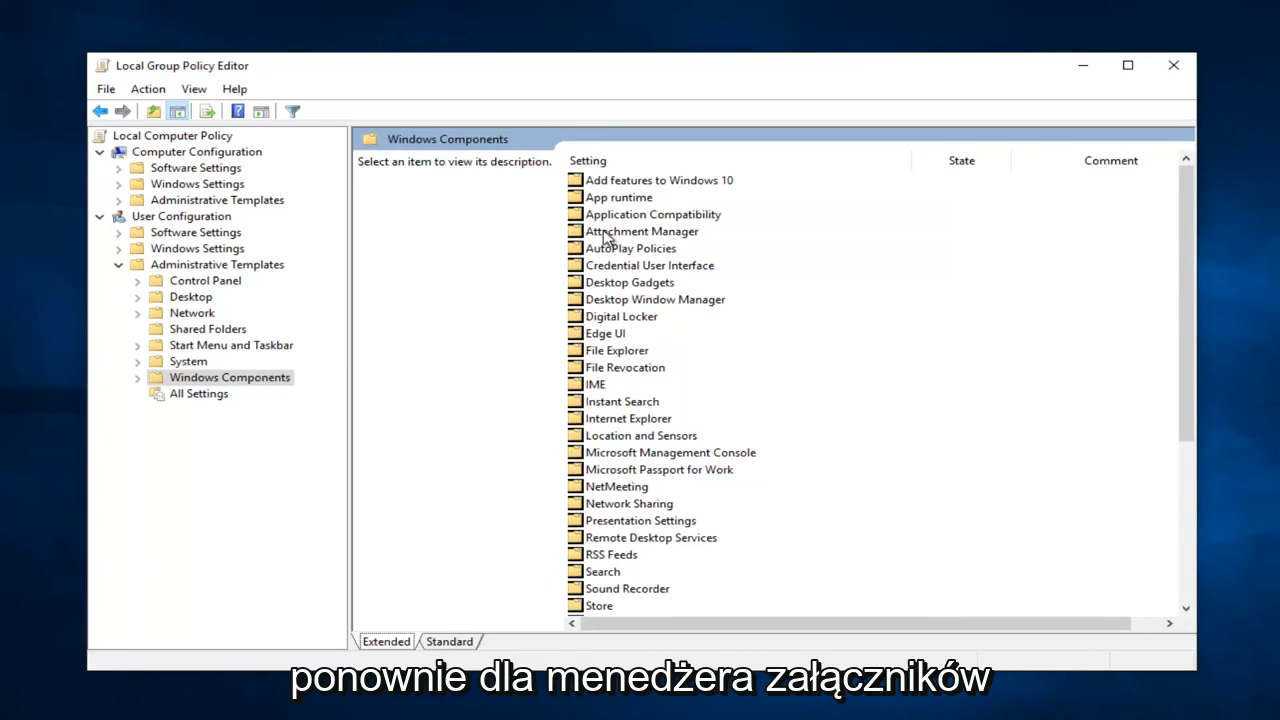 Local Group Policy Editor
File Action View Help
Local Computer Policy
Computer Configuration
Software Settings
Windows Settings
Administrative Templates
User Configuration
Software Settings
Windows Settings
Administrative Templates
Control Panel
Desktop
Network
Shared Folders
Start Menu and Taskbar
System
Windows Components
All Settings
Windows Components
Select an item to view its description.
Setting State Comment
Add features to Windows 10
App runtime
Application Compatibility
Attachment Manager
AutoPlay Policies
Credential User Interface
Desktop Gadgets
Desktop Window Manager
Digital Locker
Edge UI
File Explorer
File Revocation
IME
Instant Search
Internet Explorer
Location and Sensors
Microsoft Management Console
Microsoft Passport for Work
NetMeeting
Network Sharing
Presentation Settings
Remote Desktop Services
RSS Feeds
Search
Sound Recorder
Store
Extended Standard
ponownie dla menedżera załączników